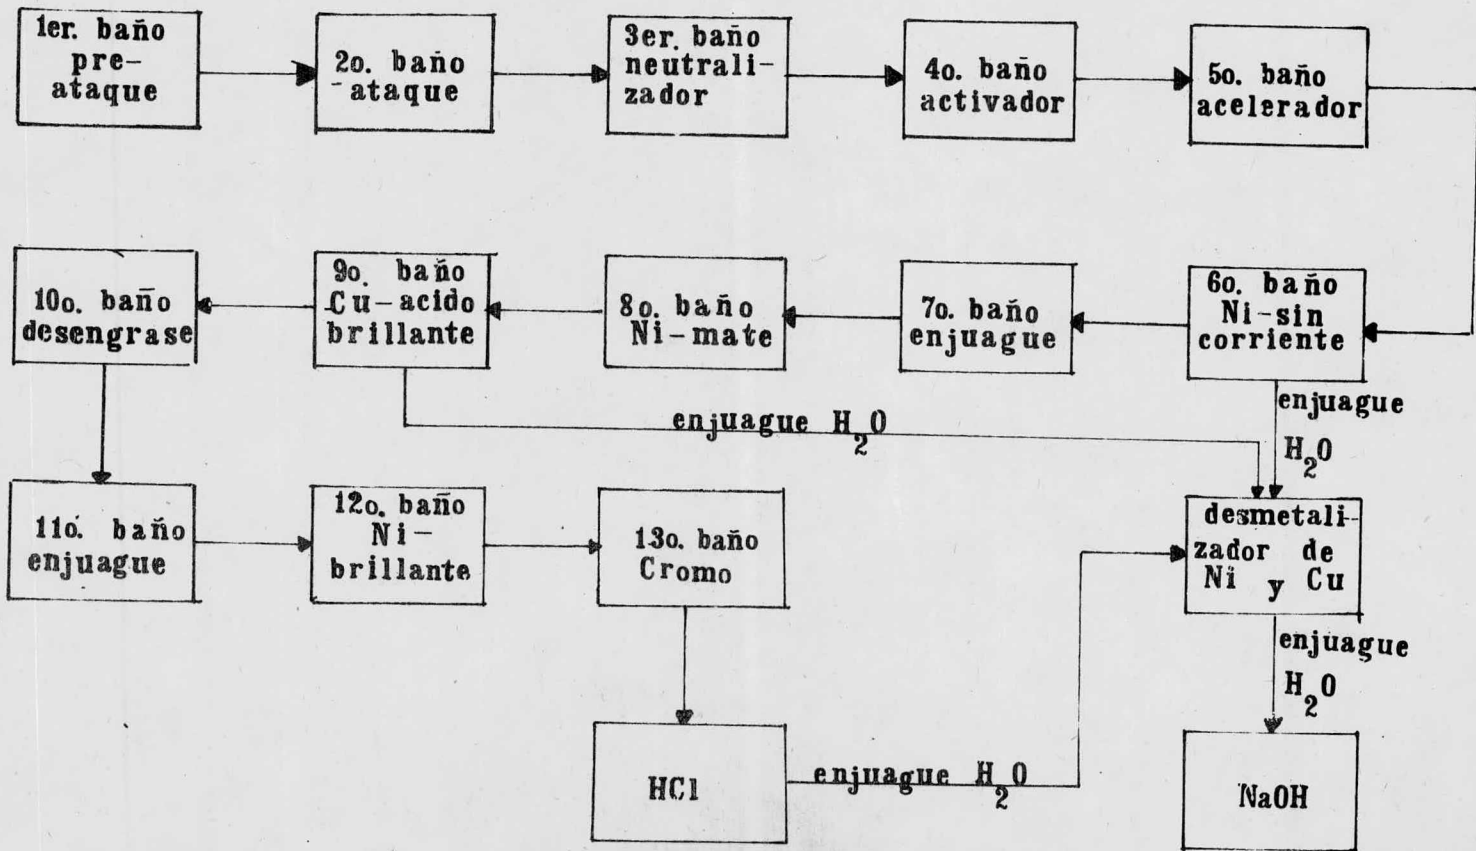 1er. baño
pre-
ataque
2o. baño
ataque
3er. baño
neutrali-
zador
4o. baño
activador
5o. baño
acelerador
10o. baño
desengrase
9o. baño
Cu-acido
brillante
8o. baño
Ni-mate
7o. baño
enjuague
6o. baño
Ni-sin
corriente
enjuague H2O
enjuague
H2O
11o. baño
enjuague
12o. baño
Ni-
brillante
13o. baño
Cromo
desmetali-
zador de
Ni y Cu
enjuague
H2O
HCl
enjuague H2O
NaOH